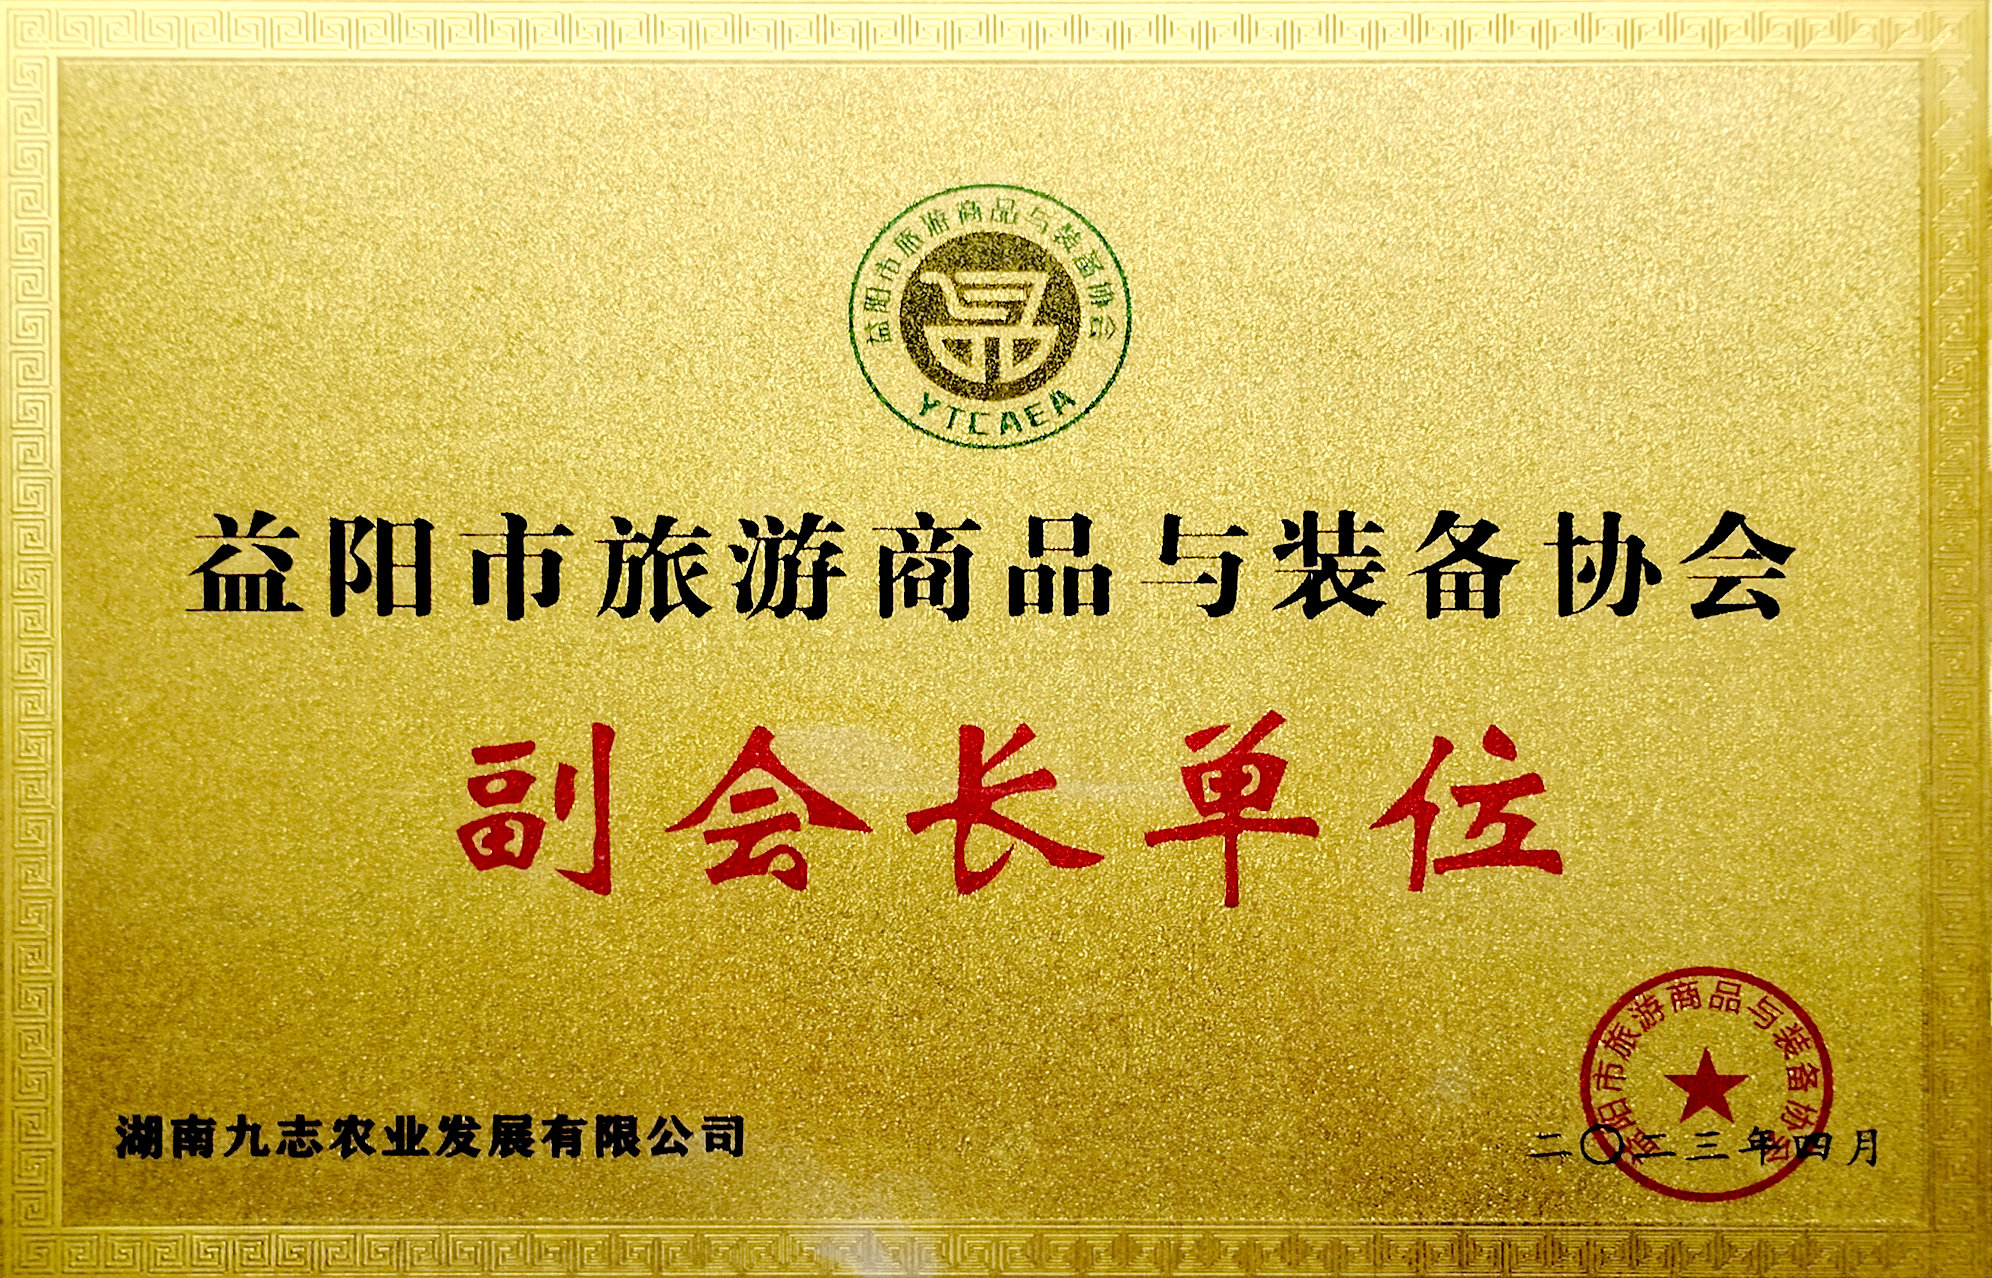 益阳市旅游商品与装备协会
YTCAEA
益阳市旅游商品与装备协会
副会长单位
湖南九志农业发展有限公司
益阳市旅游商品与装备协会
二〇二三年四月